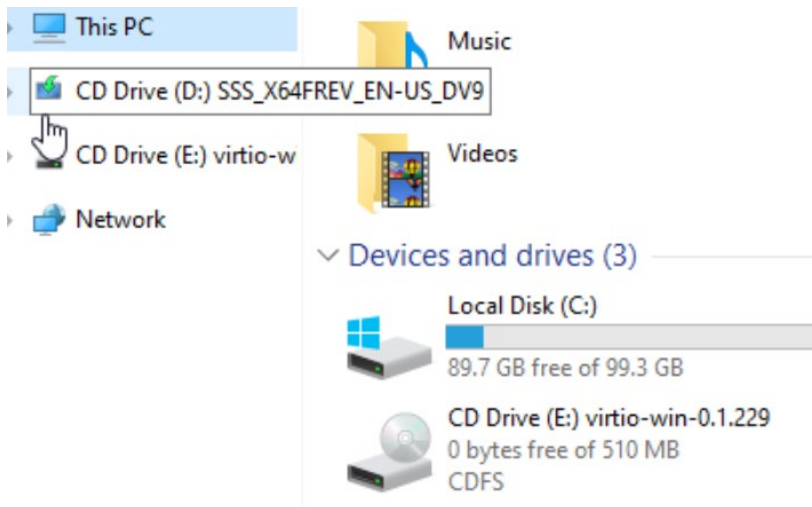 This PC
CD Drive (D:) SSS_X64FREV_EN-US_DV9
CD Drive (E:) virtio-w
Network
Music
Videos
Devices and drives (3)
Local Disk (C:)
89.7 GB free of 99.3 GB
CD Drive (E:) virtio-win-0.1.229
0 bytes free of 510 MB
CDFS